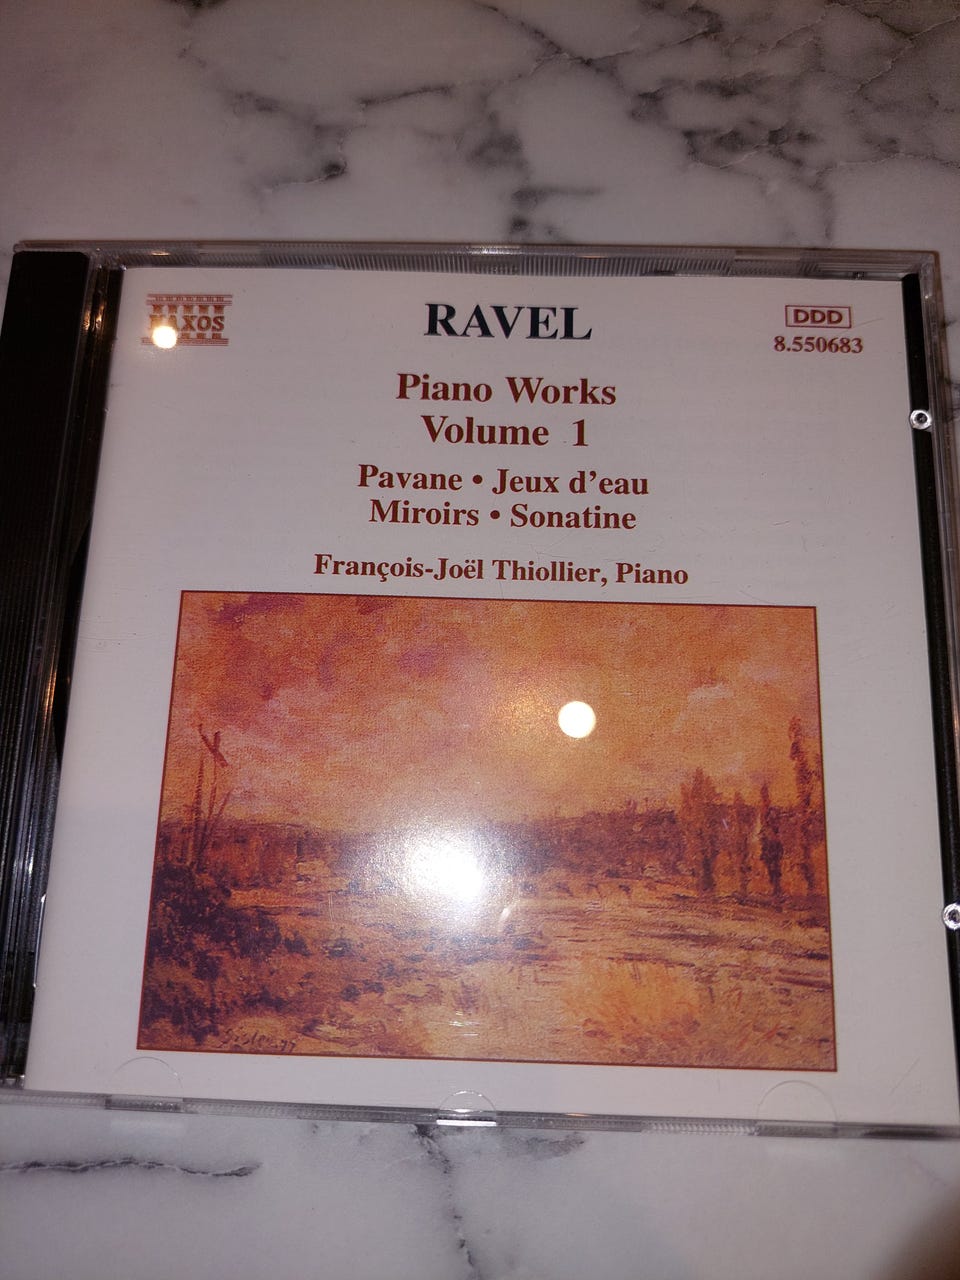 NAXOS
RAVEL
DDD
8.550683
Piano Works
Volume 1
Pavane • Jeux d'eau
Miroirs • Sonatine
François-Joël Thiollier, Piano